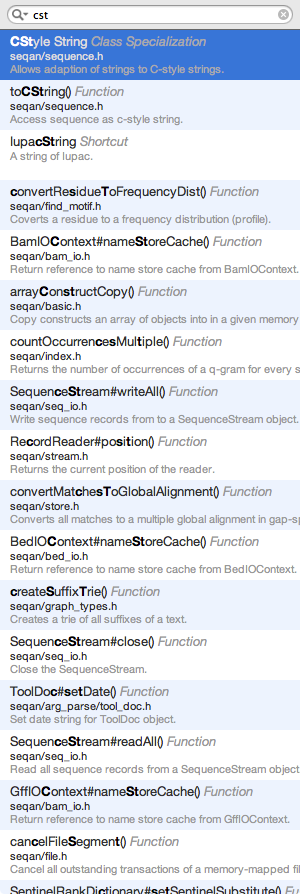 cst
CStyle String Class Specialization
seqan/sequence.h
Allows adaption of strings to C-style strings.
toCString() Function
seqan/sequence.h
Access sequence as c-style string.
IupacString Shortcut
A string of Iupac.
convertResidueToFrequencyDist() Function
seqan/find_motif.h
Coverts a residue to a frequency distribution (profile).
BamIOContext#nameStoreCache() Function
seqan/bam_io.h
Return reference to name store cache from BamIOContext.
arrayConstructCopy() Function
seqan/basic.h
Copy constructs an array of objects into in a given memory
countOccurrencesMultiple() Function
seqan/index.h
Returns the number of occurrences of a q-gram for every s
SequenceStream#writeAll() Function
seqan/seq_io.h
Write sequence records from to a SequenceStream object.
RecordReader#position() Function
seqan/stream.h
Returns the current position of the reader.
convertMatchesToGlobalAlignment() Function
seqan/store.h
Converts all matches to a multiple global alignment in gap-sp
BedIOContext#nameStoreCache() Function
seqan/bed_io.h
Return reference to name store cache from BedIOContext.
createSuffixTrie() Function
seqan/graph_types.h
Creates a trie of all suffixes of a text.
SequenceStream#close() Function
seqan/seq_io.h
Close the SequenceStream.
ToolDoc#setDate() Function
seqan/arg_parse/tool_doc.h
Set date string for ToolDoc object.
SequenceStream#readAll() Function
seqan/seq_io.h
Read all sequence records from a SequenceStream object
GffIOContext#nameStoreCache() Function
seqan/bam_io.h
Return reference to name store cache from GffIOContext.
cancelFileSegment() Function
seqan/file.h
Cancel all outstanding transactions of a memory-mapped fil
SentinelRankDictionary#setSentinelSubstitute() Function